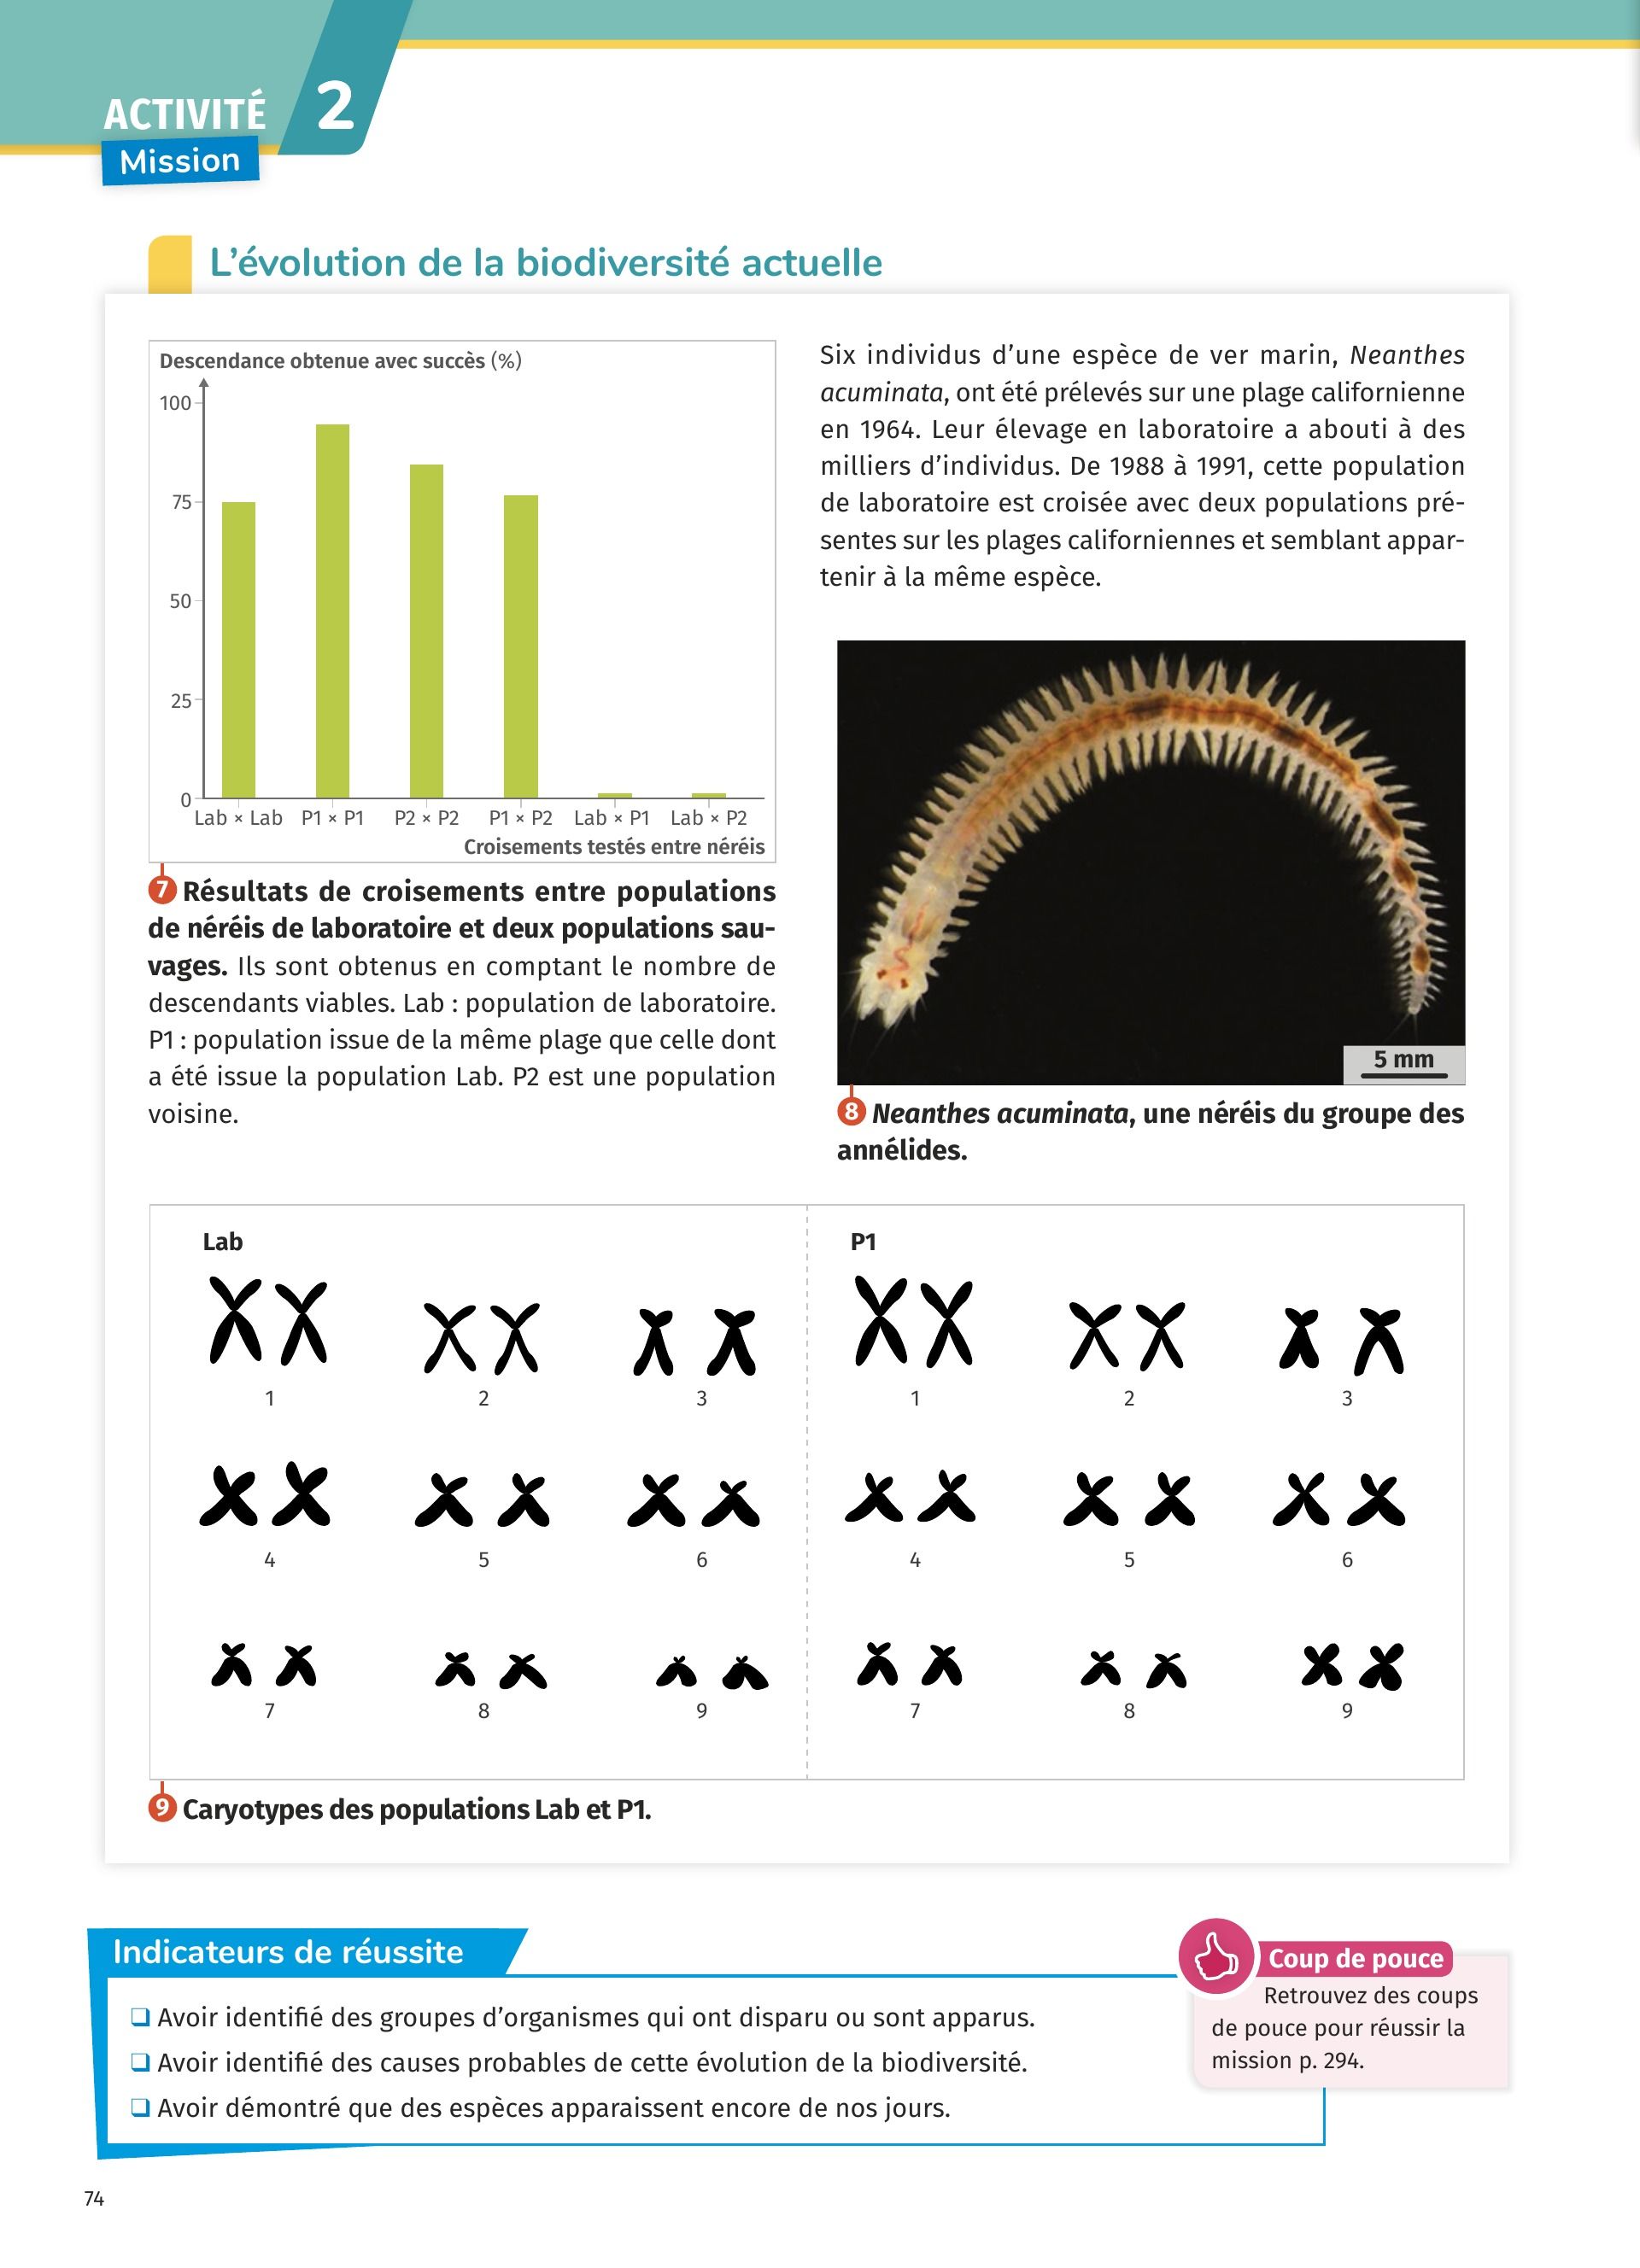 ACTIVITÉ 2
Mission
L’évolution de la biodiversité actuelle
Descendance obtenue avec succès (%)
100
75
50
25
0
Lab × Lab P1 × P1 P2 × P2 P1 × P2 Lab × P1 Lab × P2
Croisements testés entre néréis
7 Résultats de croisements entre populations
de néréis de laboratoire et deux populations sau-
vages. Ils sont obtenus en comptant le nombre de
descendants viables. Lab : population de laboratoire.
P1 : population issue de la même plage que celle dont
a été issue la population Lab. P2 est une population
voisine.
Six individus d’une espèce de ver marin, Neanthes
acuminata, ont été prélevés sur une plage californienne
en 1964. Leur élevage en laboratoire a abouti à des
milliers d’individus. De 1988 à 1991, cette population
de laboratoire est croisée avec deux populations pré-
sentes sur les plages californiennes et semblant appar-
tenir à la même espèce.
5 mm
8 Neanthes acuminata, une néréis du groupe des
annélides.
Lab
1 2 3
4 5 6
7 8 9
P1
1 2 3
4 5 6
7 8 9
9 Caryotypes des populations Lab et P1.
Indicateurs de réussite
❑ Avoir identifié des groupes d’organismes qui ont disparu ou sont apparus.
❑ Avoir identifié des causes probables de cette évolution de la biodiversité.
❑ Avoir démontré que des espèces apparaissent encore de nos jours.
Coup de pouce
Retrouvez des coups
de pouce pour réussir la
mission p. 294.
74